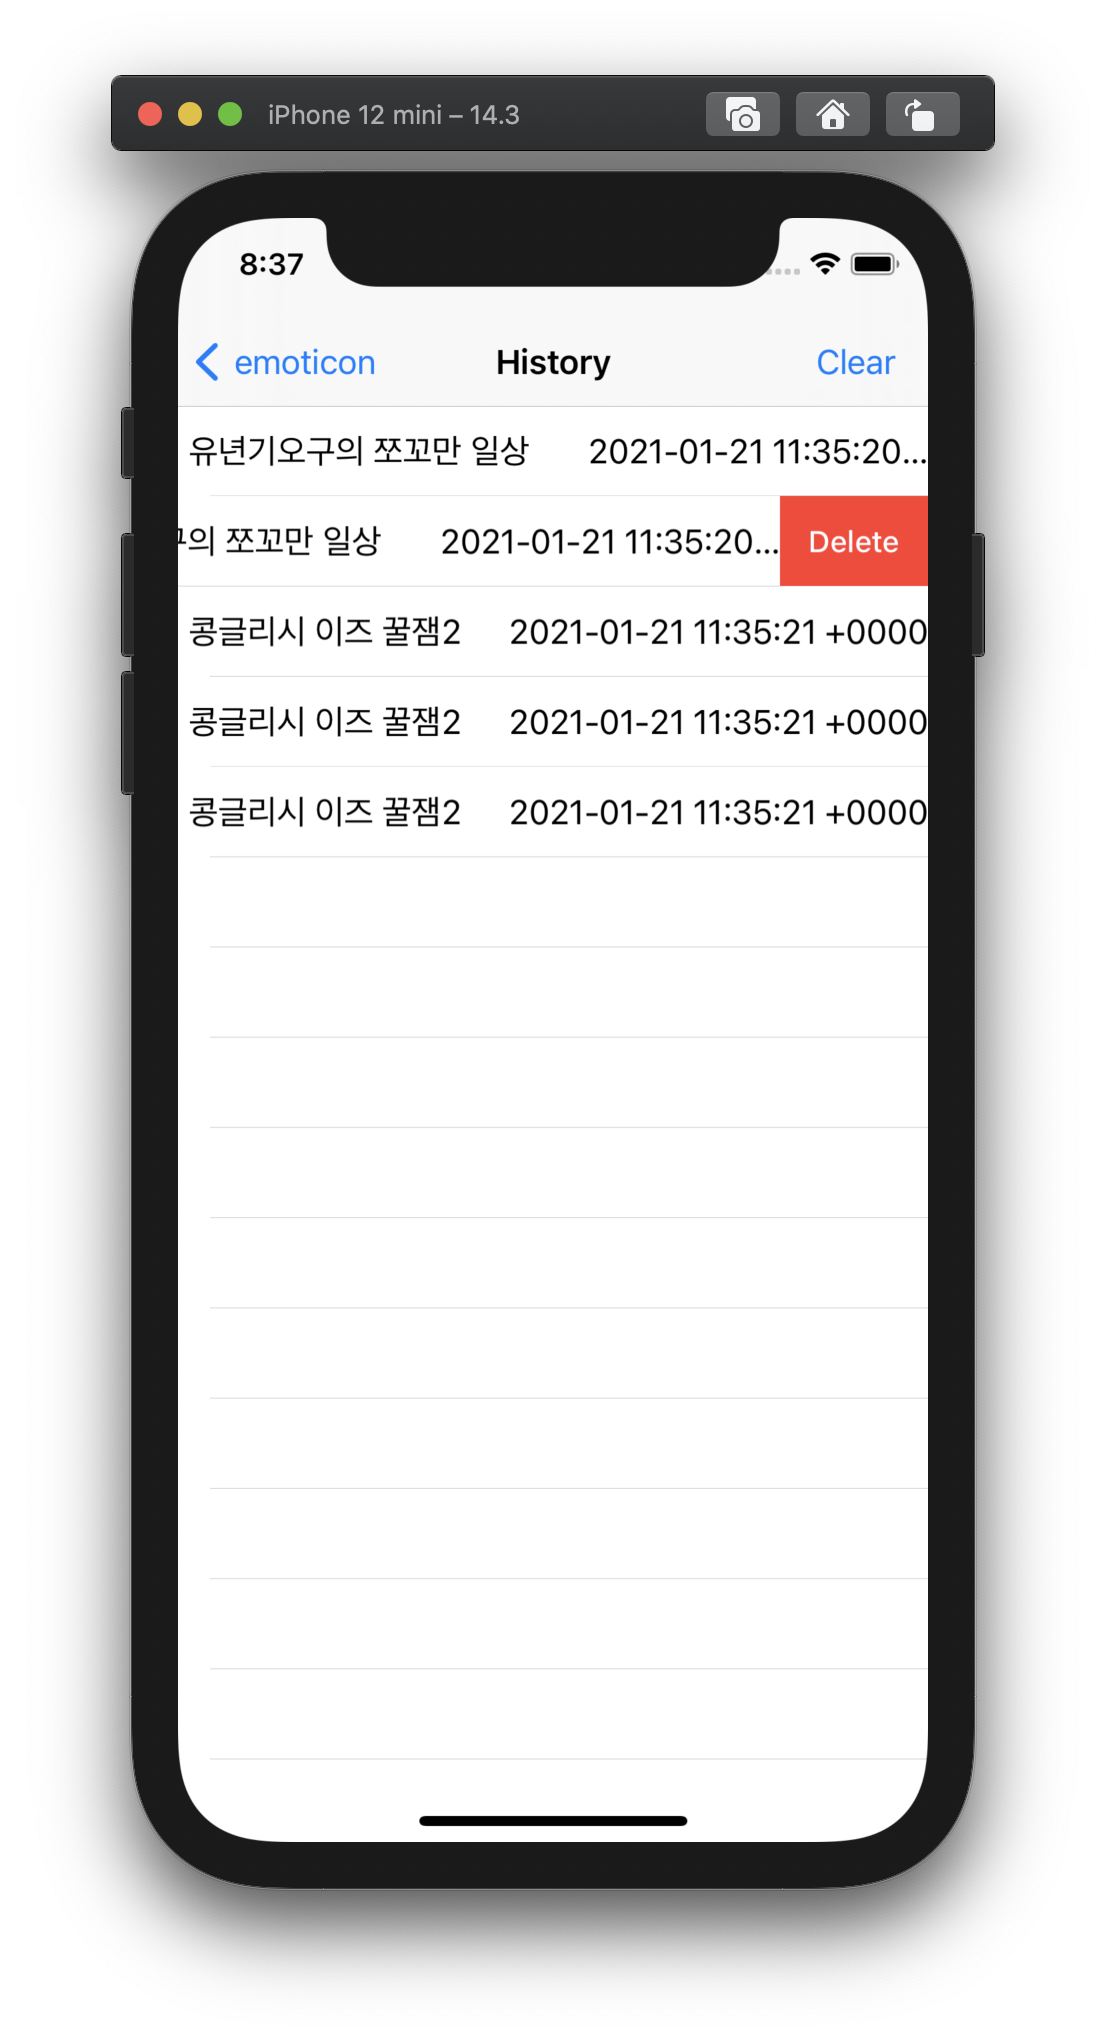 iPhone 12 mini – 14.3
8:37
emoticon History Clear
유년기오구의 쪼꼬만 일상 2021-01-21 11:35:20...
구의 쪼꼬만 일상 2021-01-21 11:35:20... Delete
콩글리시 이즈 꿀잼2 2021-01-21 11:35:21 +0000
콩글리시 이즈 꿀잼2 2021-01-21 11:35:21 +0000
콩글리시 이즈 꿀잼2 2021-01-21 11:35:21 +0000